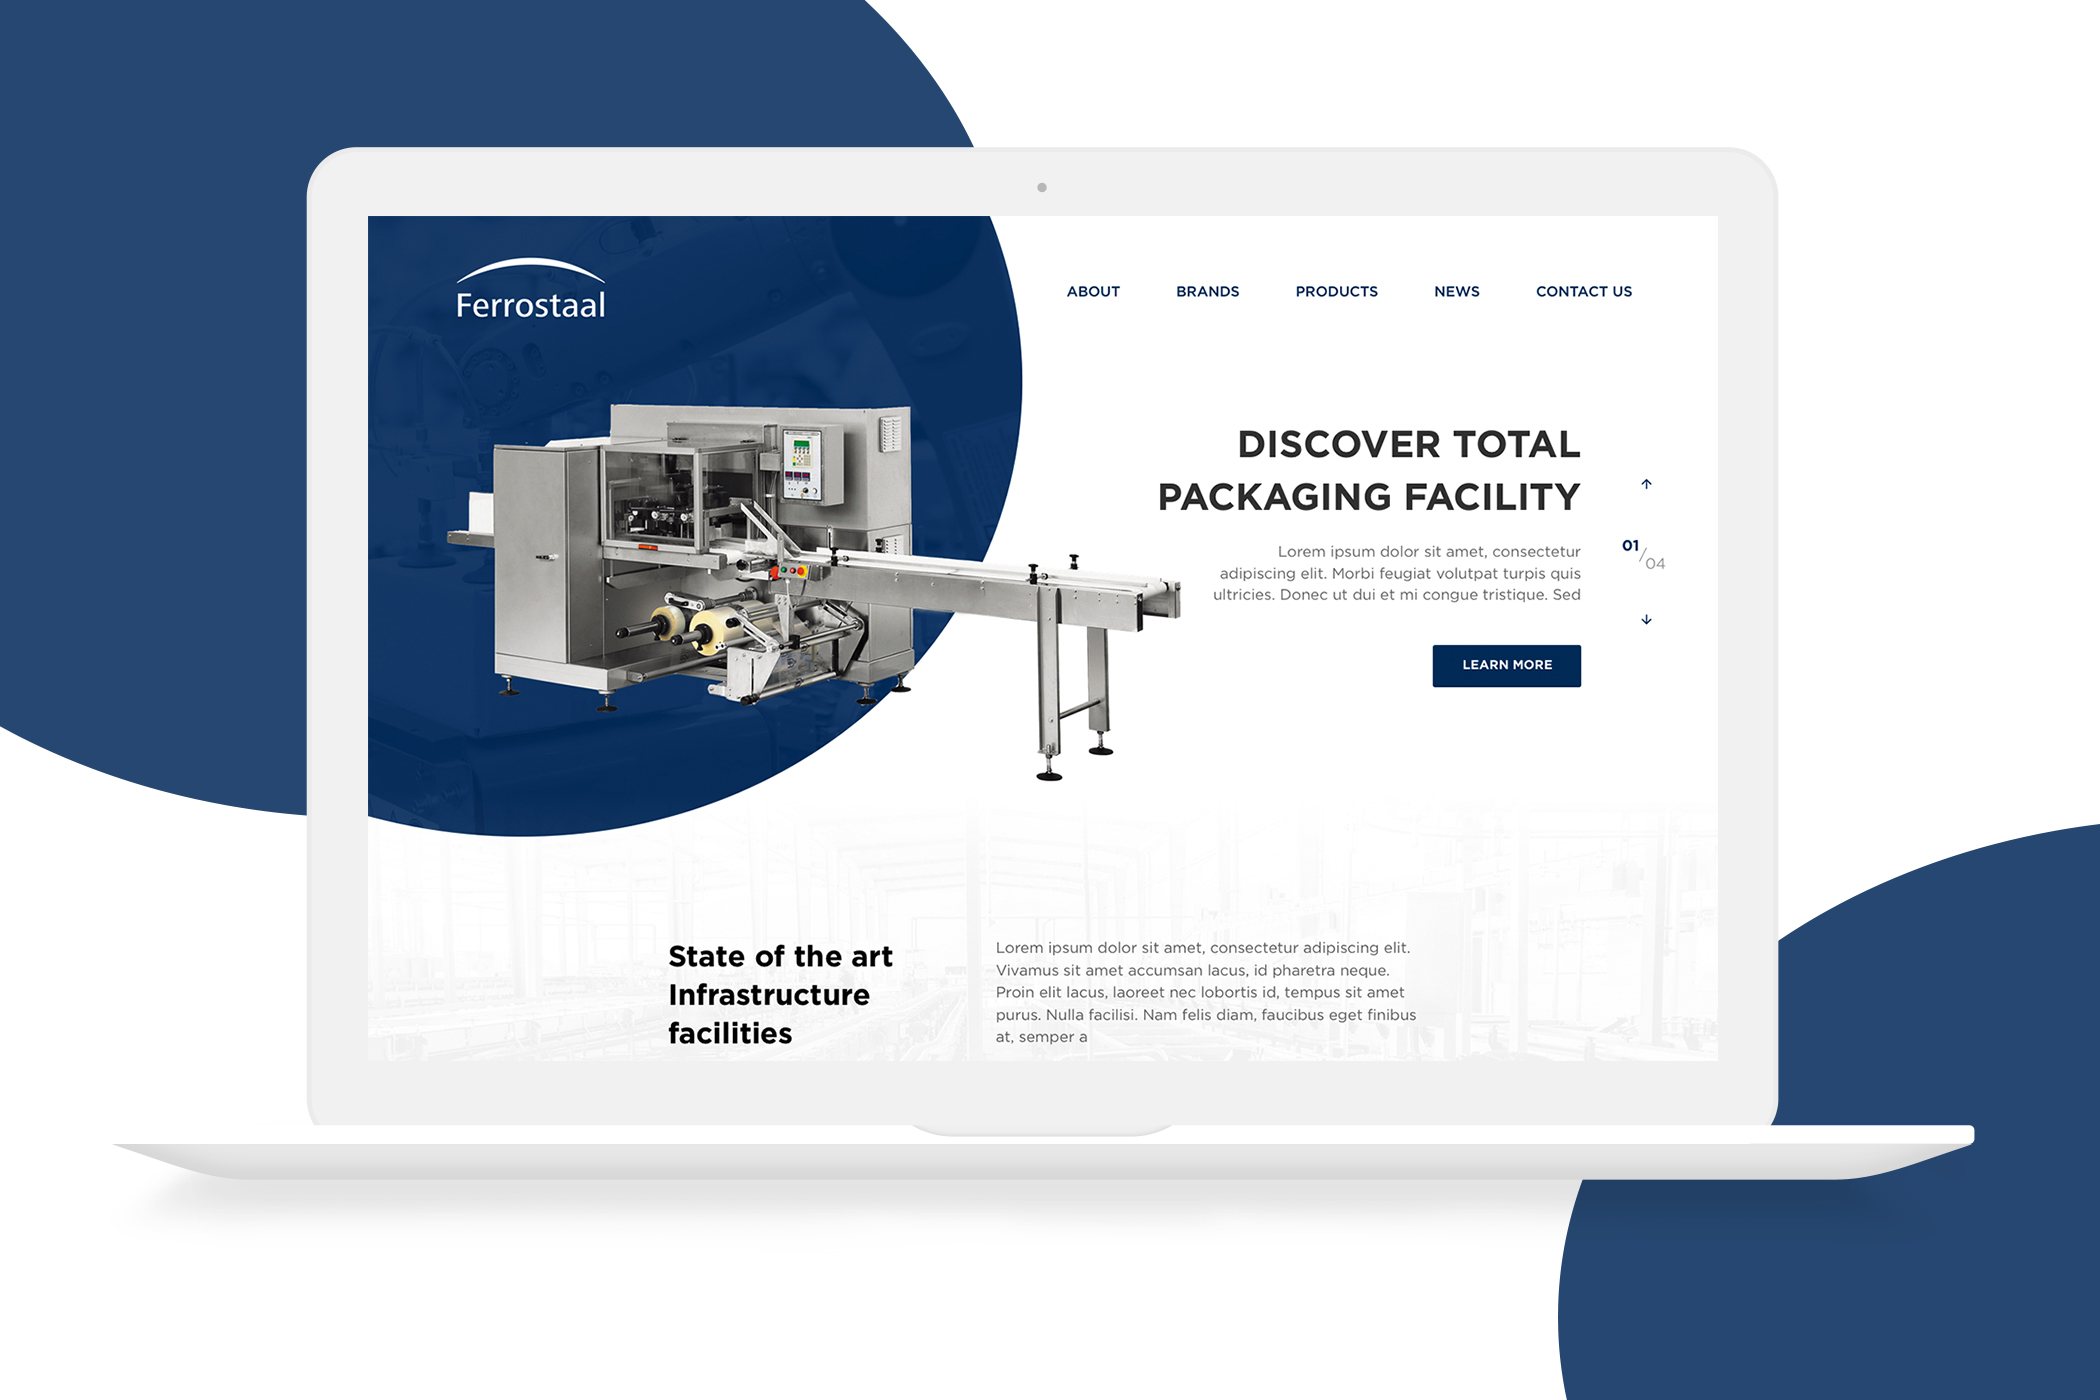 Ferrostaal
ABOUT BRANDS PRODUCTS NEWS CONTACT US
DISCOVER TOTAL
PACKAGING FACILITY
Lorem ipsum dolor sit amet, consectetur
adipiscing elit. Morbi feugiat volutpat turpis quis
ultricies. Donec ut dui et mi congue tristique. Sed
LEARN MORE
01/04
State of the art
Infrastructure
facilities
Lorem ipsum dolor sit amet, consectetur adipiscing elit.
Vivamus sit amet accumsan lacus, id pharetra neque.
Proin elit lacus, laoreet nec lobortis id, tempus sit amet
purus. Nulla facilisi. Nam felis diam, faucibus eget finibus
at, semper a